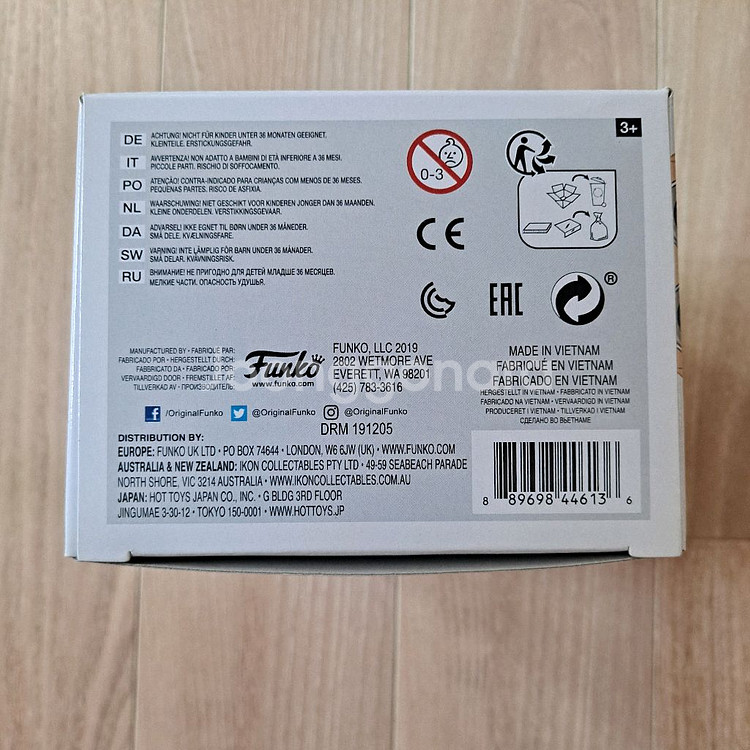 3+
DE ACHTUNG! NICHT FÜR KINDER UNTER 36 MONATEN GEEIGNET.
KLEINTEILE. ERSTICKUNGSGEFAHR.
IT AVVERTENZA! NON ADATTO A BAMBINI DI ETÀ INFERIORE A 36 MESI.
PICCOLE PARTI. RISCHIO DI SOFFOCAMENTO.
PO ATENÇÃO! CONTRA-INDICADO PARA CRIANÇAS COM MENOS DE 36 MESES.
PEQUENAS PARTES. RISCO DE ASFIXIA.
NL WAARSCHUWING! NIET GESCHIKT VOOR KINDEREN JONGER DAN 36 MAANDEN.
KLEINE ONDERDELEN. VERSTIKKINGSGEVAAR.
DA ADVARSEL! IKKE EGNET TIL BØRN UNDER 36 MÅNEDER.
SMÅ DELE. KVÆLNINGSFARE.
SW VARNING! INTE LÄMPLIG FÖR BARN UNDER 36 MÅNADER.
SMÅ DELAR. KVÄVNINGSRISK.
RU ВНИМАНИЕ! НЕ ПРИГОДНО ДЛЯ ДЕТЕЙ МЛАДШЕ 36 МЕСЯЦЕВ.
МЕЛКИЕ ЧАСТИ. ОПАСНОСТЬ УДУШЬЯ.
0-3
CE
EAC
®
MANUFACTURED BY • FABRIQUÉ PAR:
FABRICADO POR • HERGESTELLT DURCH:
FABBRICATO DA • FABRICADO POR:
VERVAARDIGD DOOR • FREMSTILLET AF:
TILLVERKAD AV • ПРОИЗВОДИТЕЛЬ:
Funko
www.funko.com
FUNKO, LLC 2019
2802 WETMORE AVE
EVERETT, WA 98201
(425) 783-3616
/OriginalFunko @OriginalFunko @OriginalFunko
DRM 191205
MADE IN VIETNAM
FABRIQUÉ EN VIETNAM
FABRICADO EN VIETNAM
HERGESTELLT IN VIETNAM • FABBRICATO IN VIETNAM
FABRICADO NA VIETNAM • VERVAARDIGD IN VIETNAM
PRODUCERET I VIETNAM • TILLVERKAD I VIETNAM
СДЕЛАНО ВО ВЬЕТНАМЕ
DISTRIBUTION BY:
EUROPE: FUNKO UK LTD • PO BOX 74644 • LONDON, W6 6JW (UK) • WWW.FUNKO.COM
AUSTRALIA & NEW ZEALAND: IKON COLLECTABLES PTY LTD • 49-59 SEABEACH PARADE
NORTH SHORE, VIC 3214 AUSTRALIA • WWW.IKONCOLLECTABLES.COM.AU
JAPAN: HOT TOYS JAPAN CO., INC. • G BLDG 3RD FLOOR
JINGUMAE 3-30-12 • TOKYO 150-0001 • WWW.HOTTOYS.JP
8 89698 44613 6